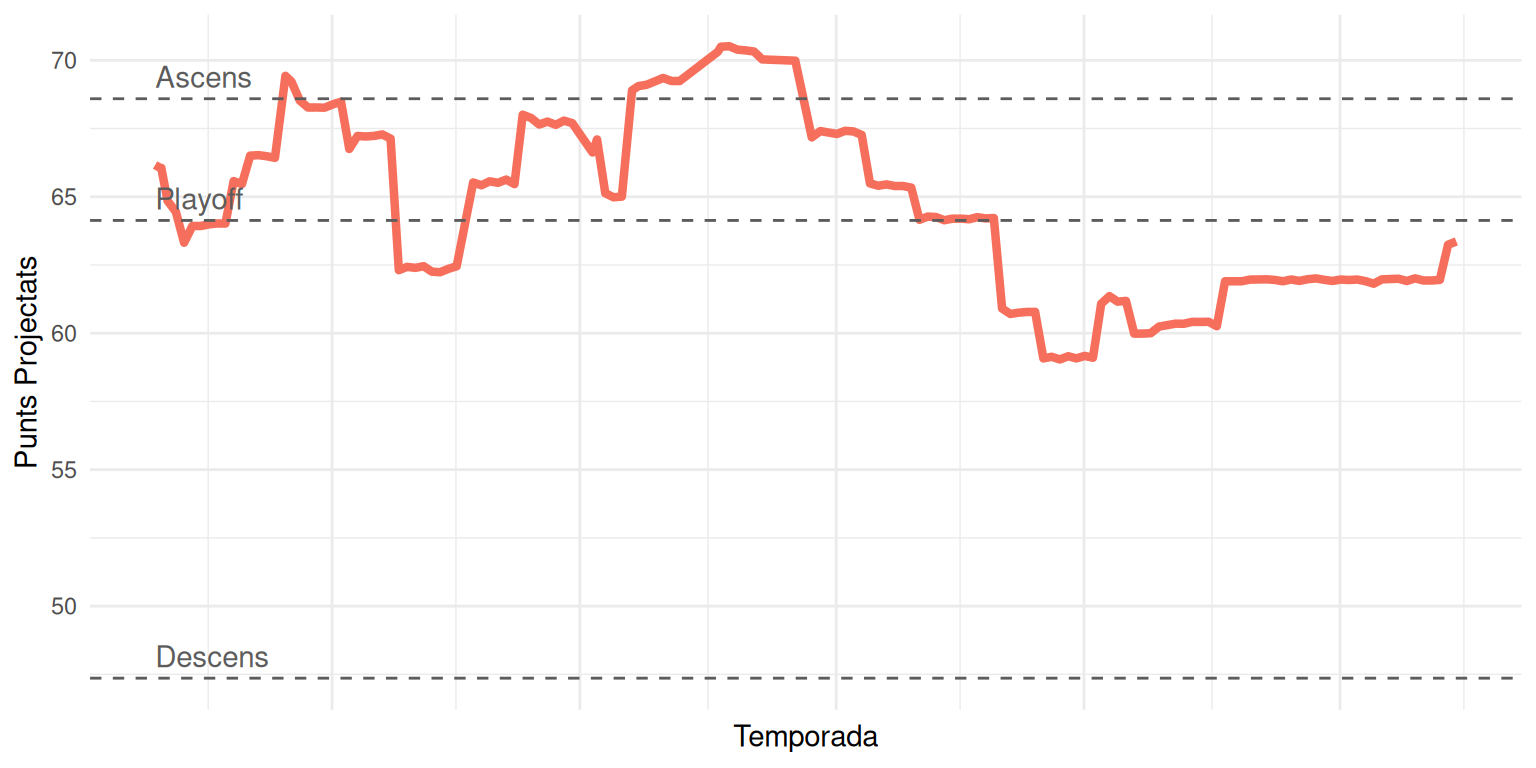 Punts Projectats
70
65
60
55
50
Ascens
Playoff
Descens
Temporada